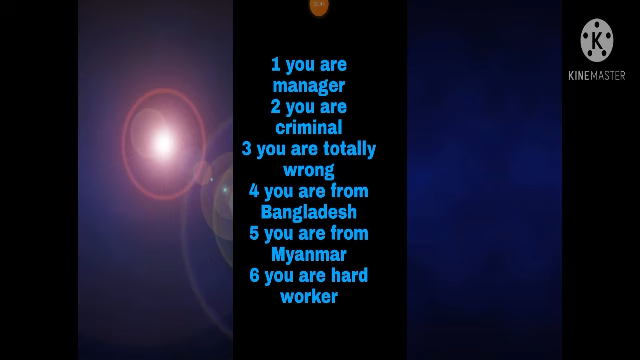 1 you are
manager
2 you are
criminal
3 you are totally
wrong
4 you are from
Bangladesh
5 you are from
Myanmar
6 you are hard
worker
K
KINEMASTER